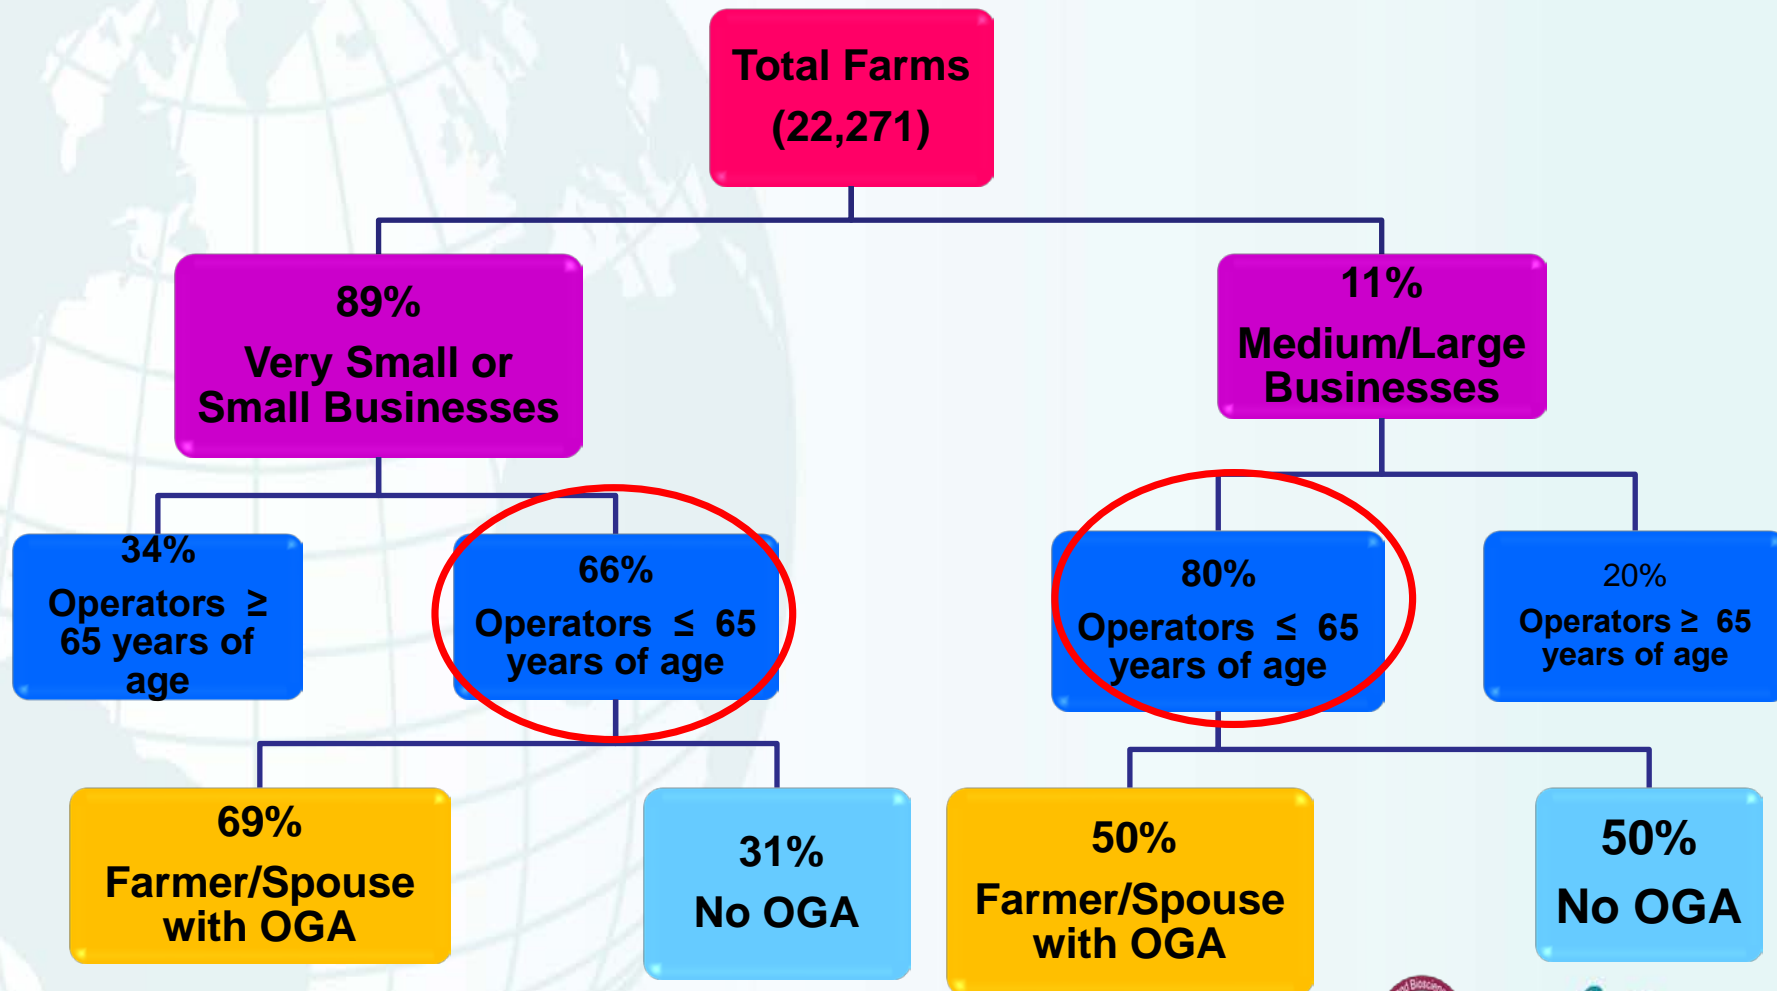 Total Farms
(22,271)
89%
Very Small or
Small Businesses
11%
Medium/Large
Businesses
34%
Operators ≥
65 years of
age
66%
Operators ≤ 65
years of age
80%
Operators ≤ 65
years of age
20%
Operators ≥ 65
years of age
69%
Farmer/Spouse
with OGA
31%
No OGA
50%
Farmer/Spouse
with OGA
50%
No OGA